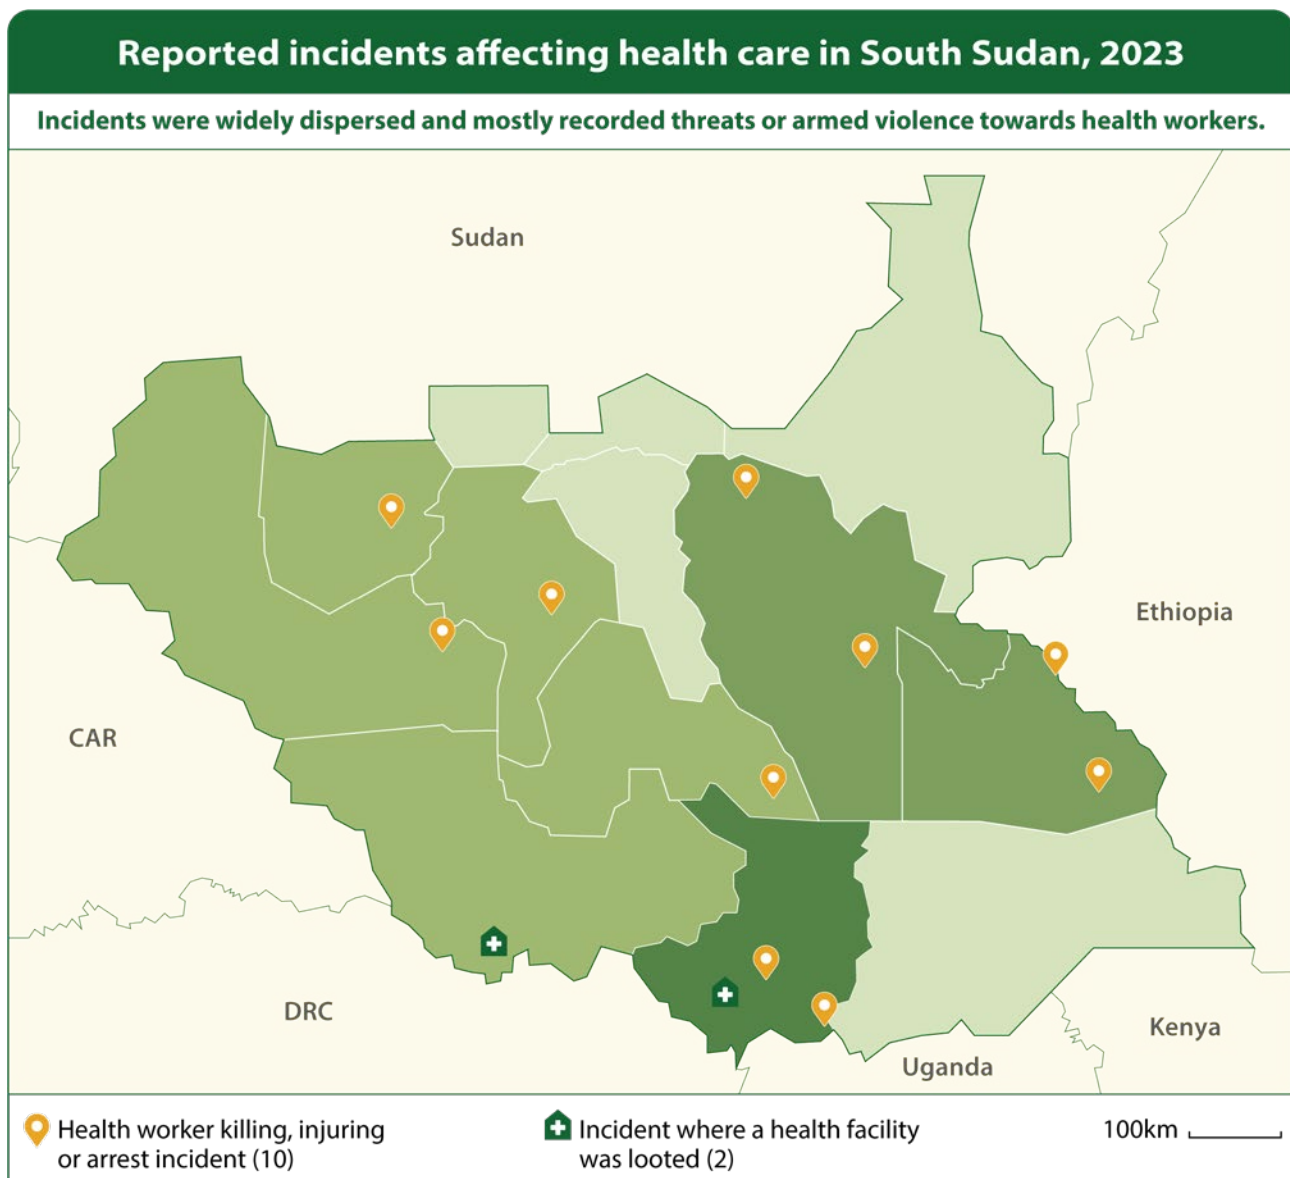 Reported incidents affecting health care in South Sudan, 2023
Incidents were widely dispersed and mostly recorded threats or armed violence towards health workers.
Sudan
Ethiopia
CAR
DRC
Kenya
Uganda
Health worker killing, injuring
or arrest incident (10)
Incident where a health facility
was looted (2)
100km